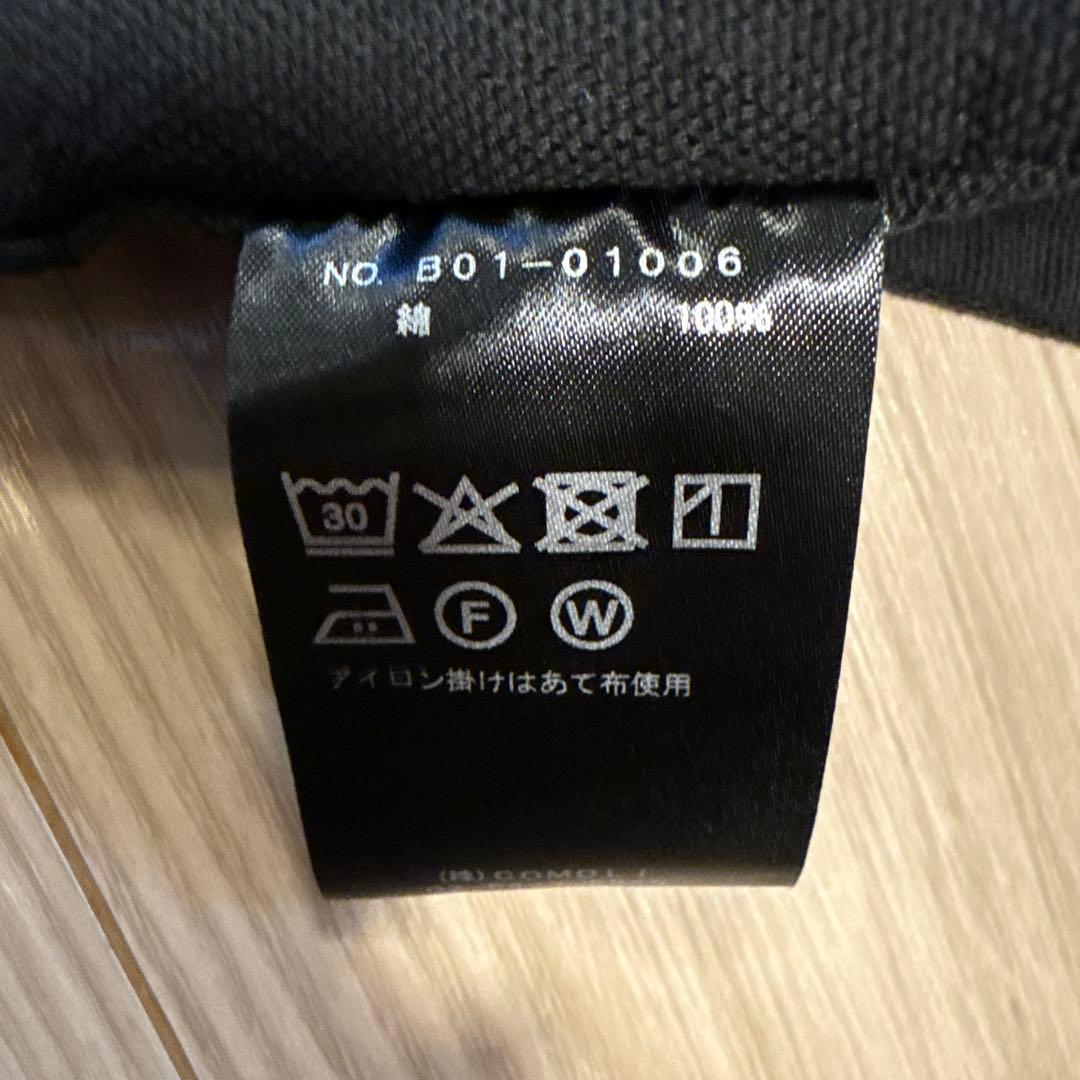 NO. B01-01006
綿 100%
30
F W
アイロン掛けはあて布使用
(株) COMOLI